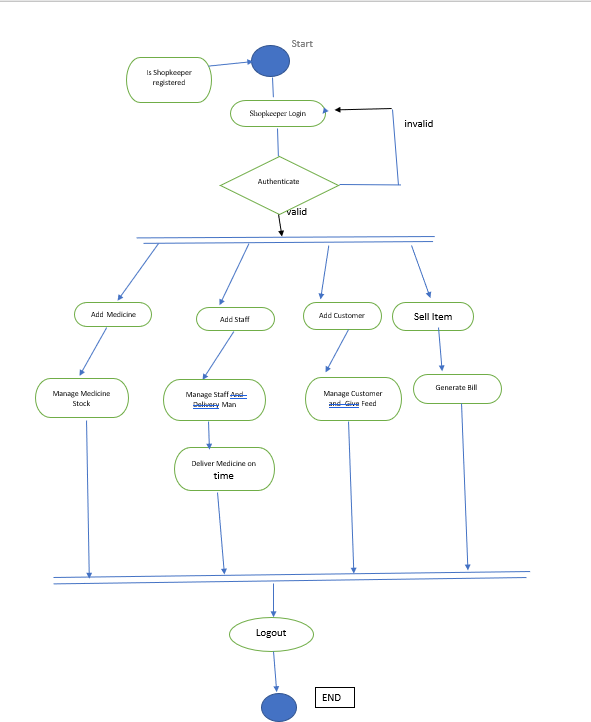 Start
Is Shopkeeper
registered
Shopkeeper Login
invalid
Authenticate
valid
Add Medicine
Add Staff
Add Customer
Sell Item
Manage Medicine
Stock
Manage Staff And
Delivery Man
Manage Customer
and Give Feed
Generate Bill
Deliver Medicine on
time
Logout
END